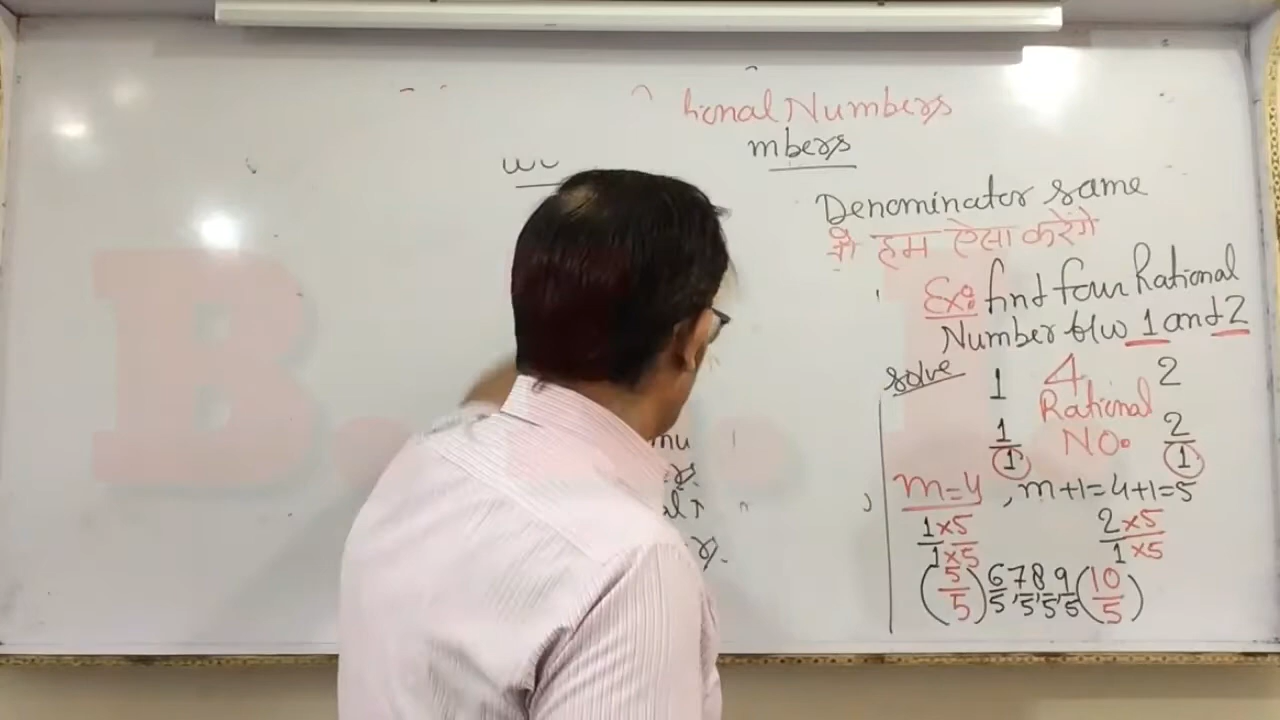 Numbers
mbers
Denominator same
हम ऐसा करेंगे
Ex: find four Rational
Number b/w 1 and 2
solve
1 4 2
Rational
1/1 No. 2/1
m=4, m+1=4+1=5
1×5/1×5 2×5/1×5
(5/5) 6/5, 7/5, 8/5, 9/5 (10/5)